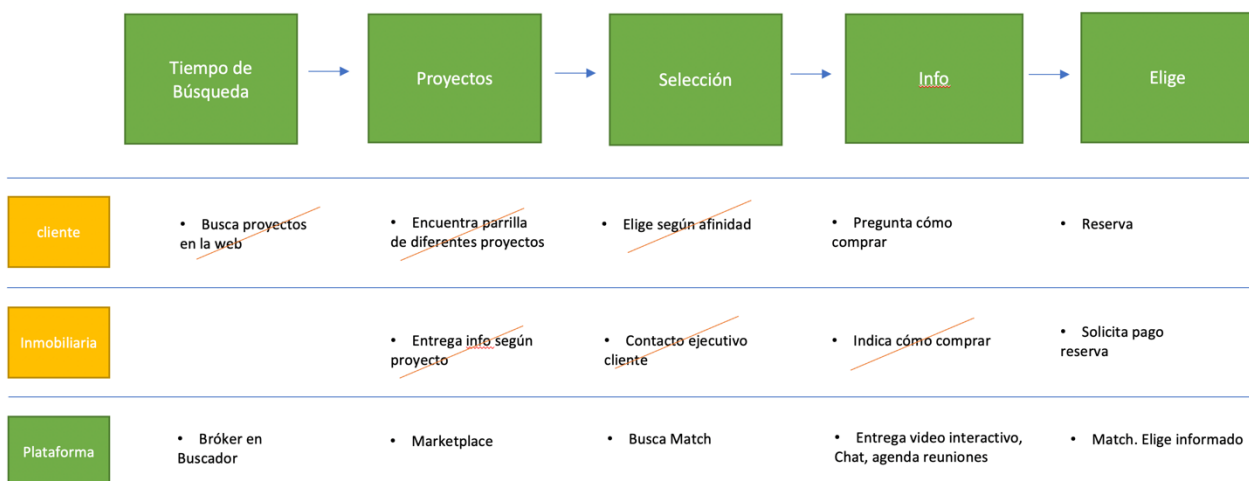 Tiempo de
Búsqueda
Proyectos
Selección
Info
Elige
cliente
• Busca proyectos
en la web
• Encuentra parrilla
de diferentes proyectos
• Elige según afinidad
• Pregunta cómo
comprar
• Reserva
Inmobiliaria
• Entrega info según
proyecto
• Contacto ejecutivo
cliente
• Indica cómo comprar
• Solicita pago
reserva
Plataforma
• Bróker en
Buscador
• Marketplace
• Busca Match
• Entrega video interactivo,
Chat, agenda reuniones
• Match. Elige informado